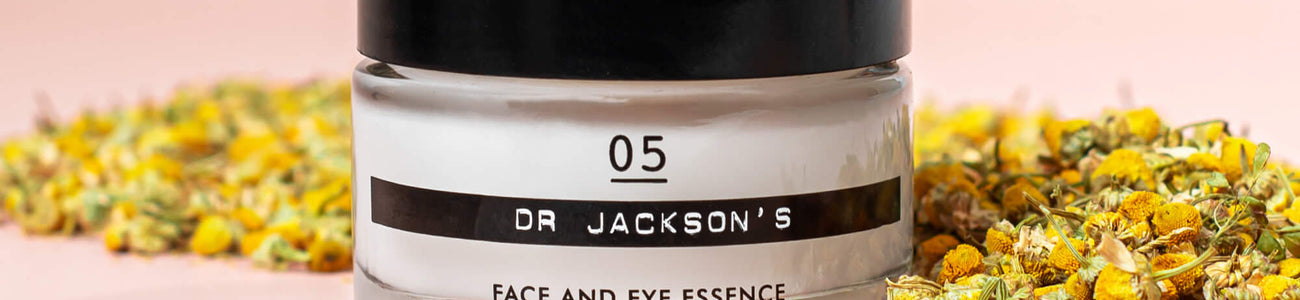 05
DR JACKSON'S
FACE AND EYE ESSENCE